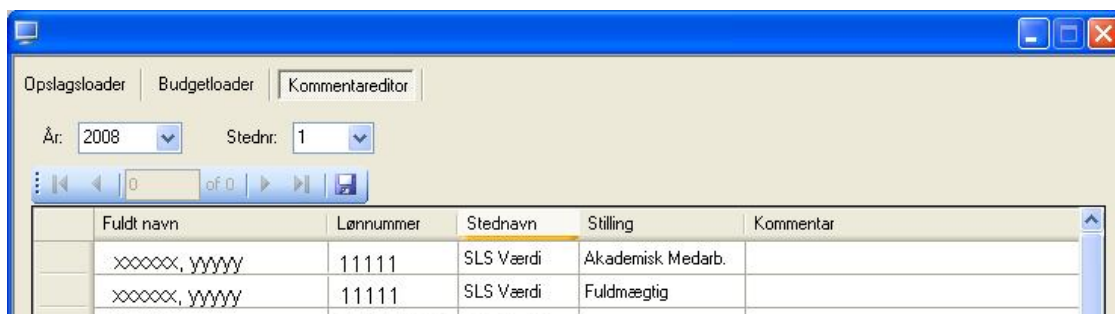 Opslagsloader Budgetloader Kommentareditor
År: 2008 Stednr: 1
0 of 0
Fuldt navn Lønnummer Stednavn Stilling Kommentar
xxxxxx, yyyyy 11111 SLS Værdi Akademisk Medarb.
xxxxxx, yyyyy 11111 SLS Værdi Fuldmægtig